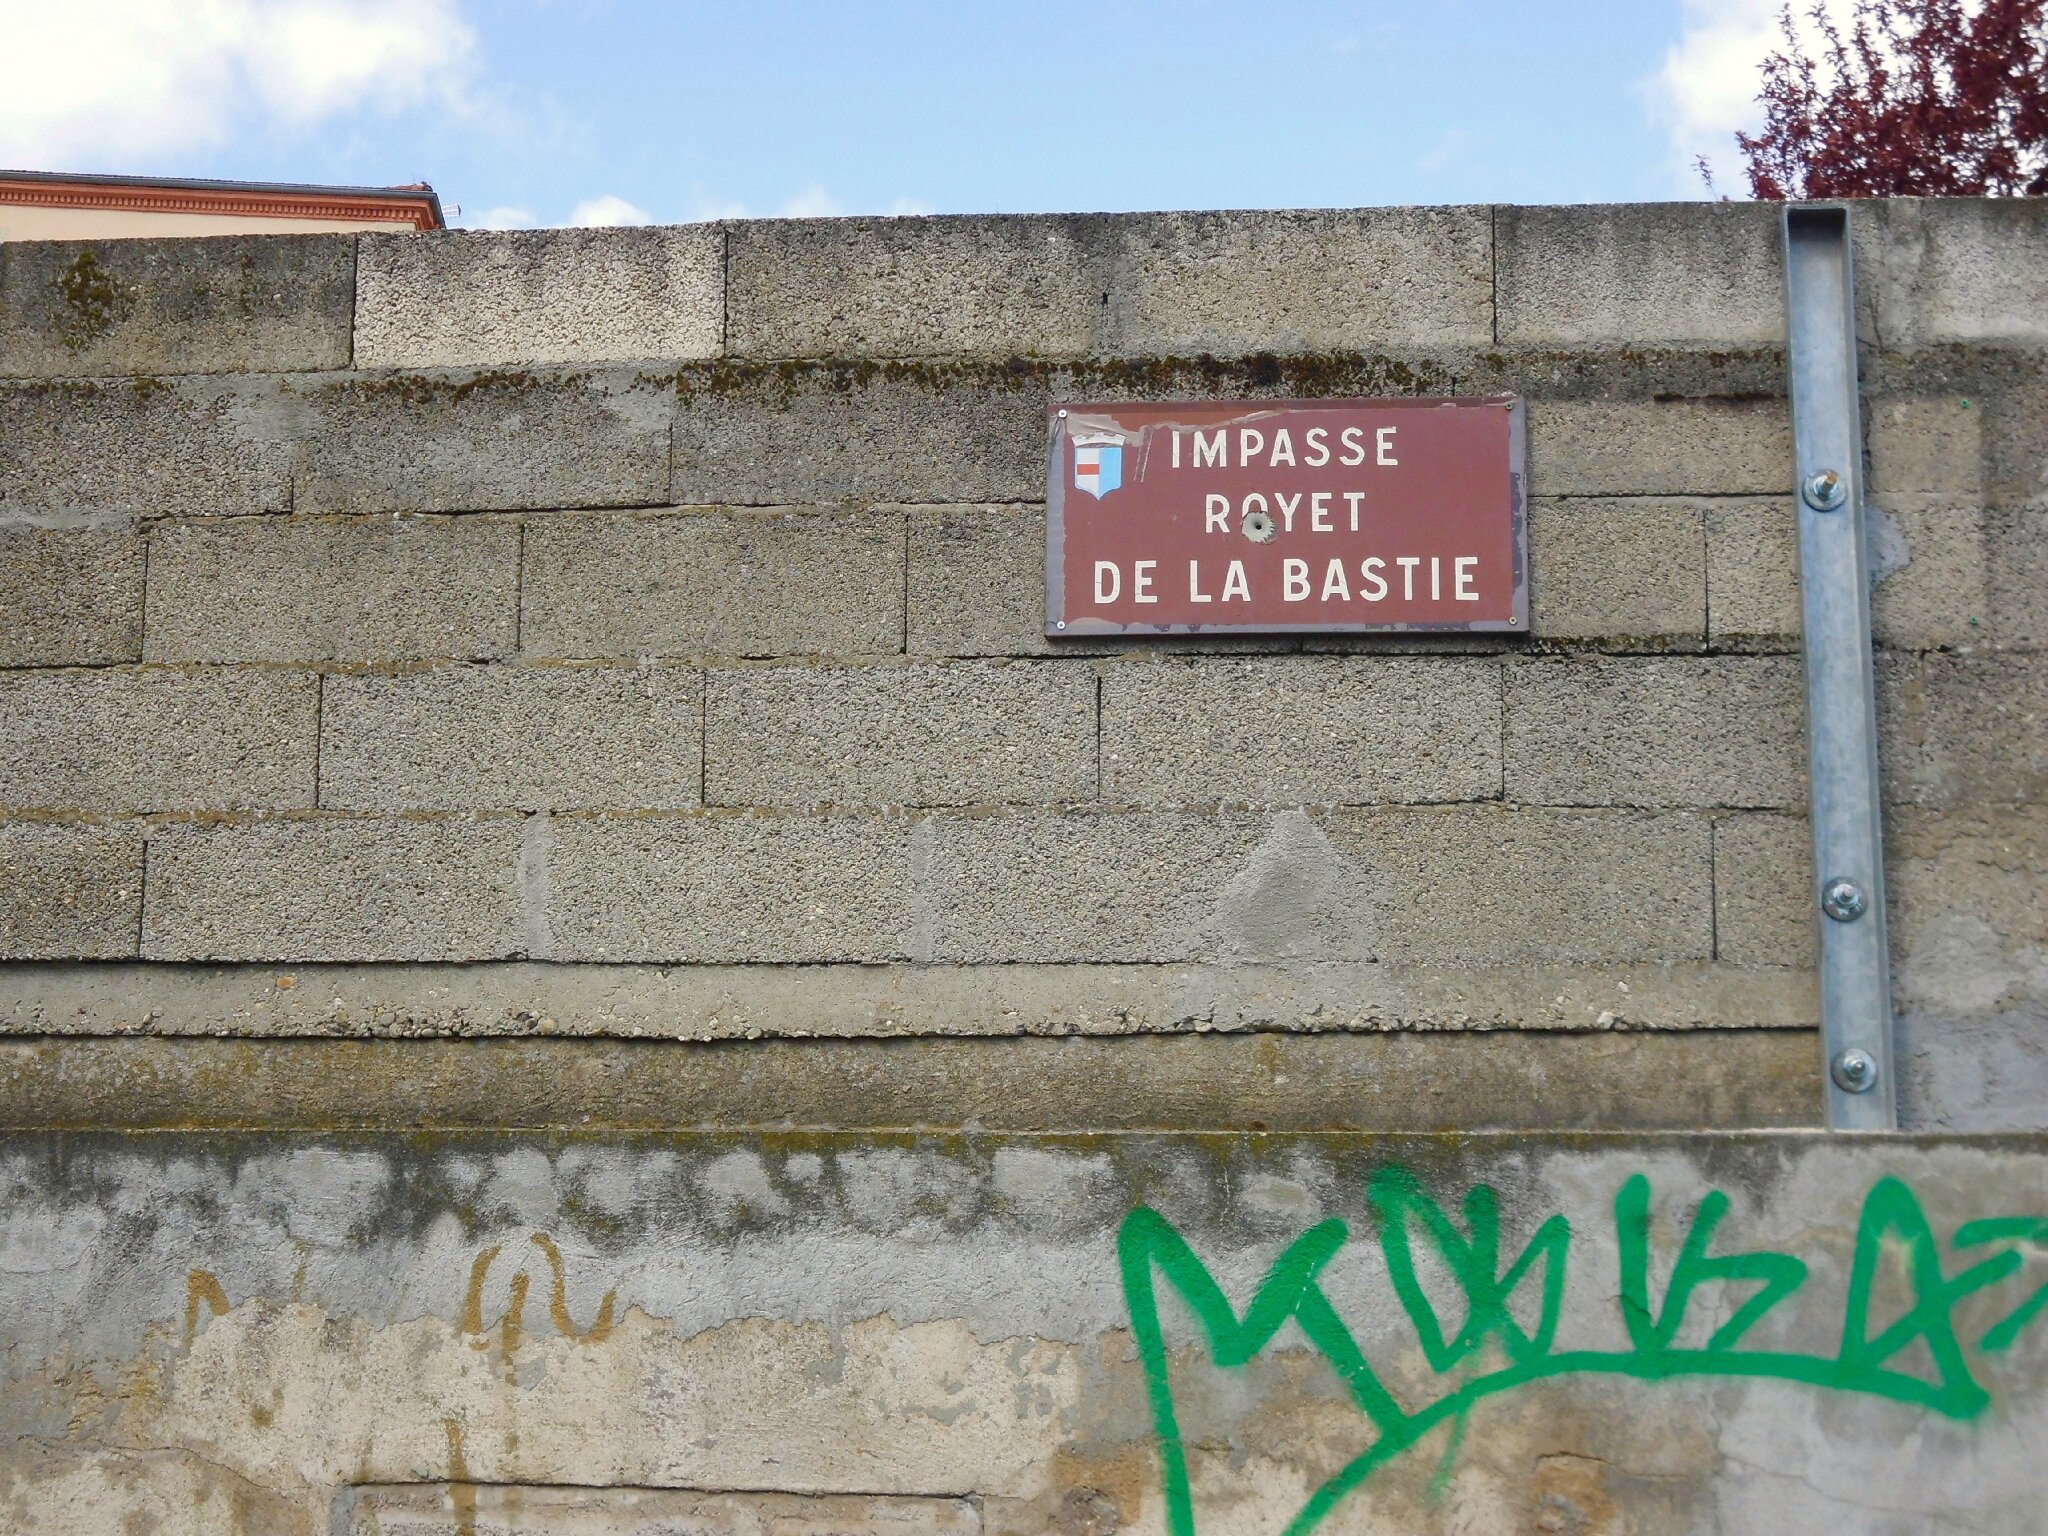 IMPASSE
ROYET
DE LA BASTIE